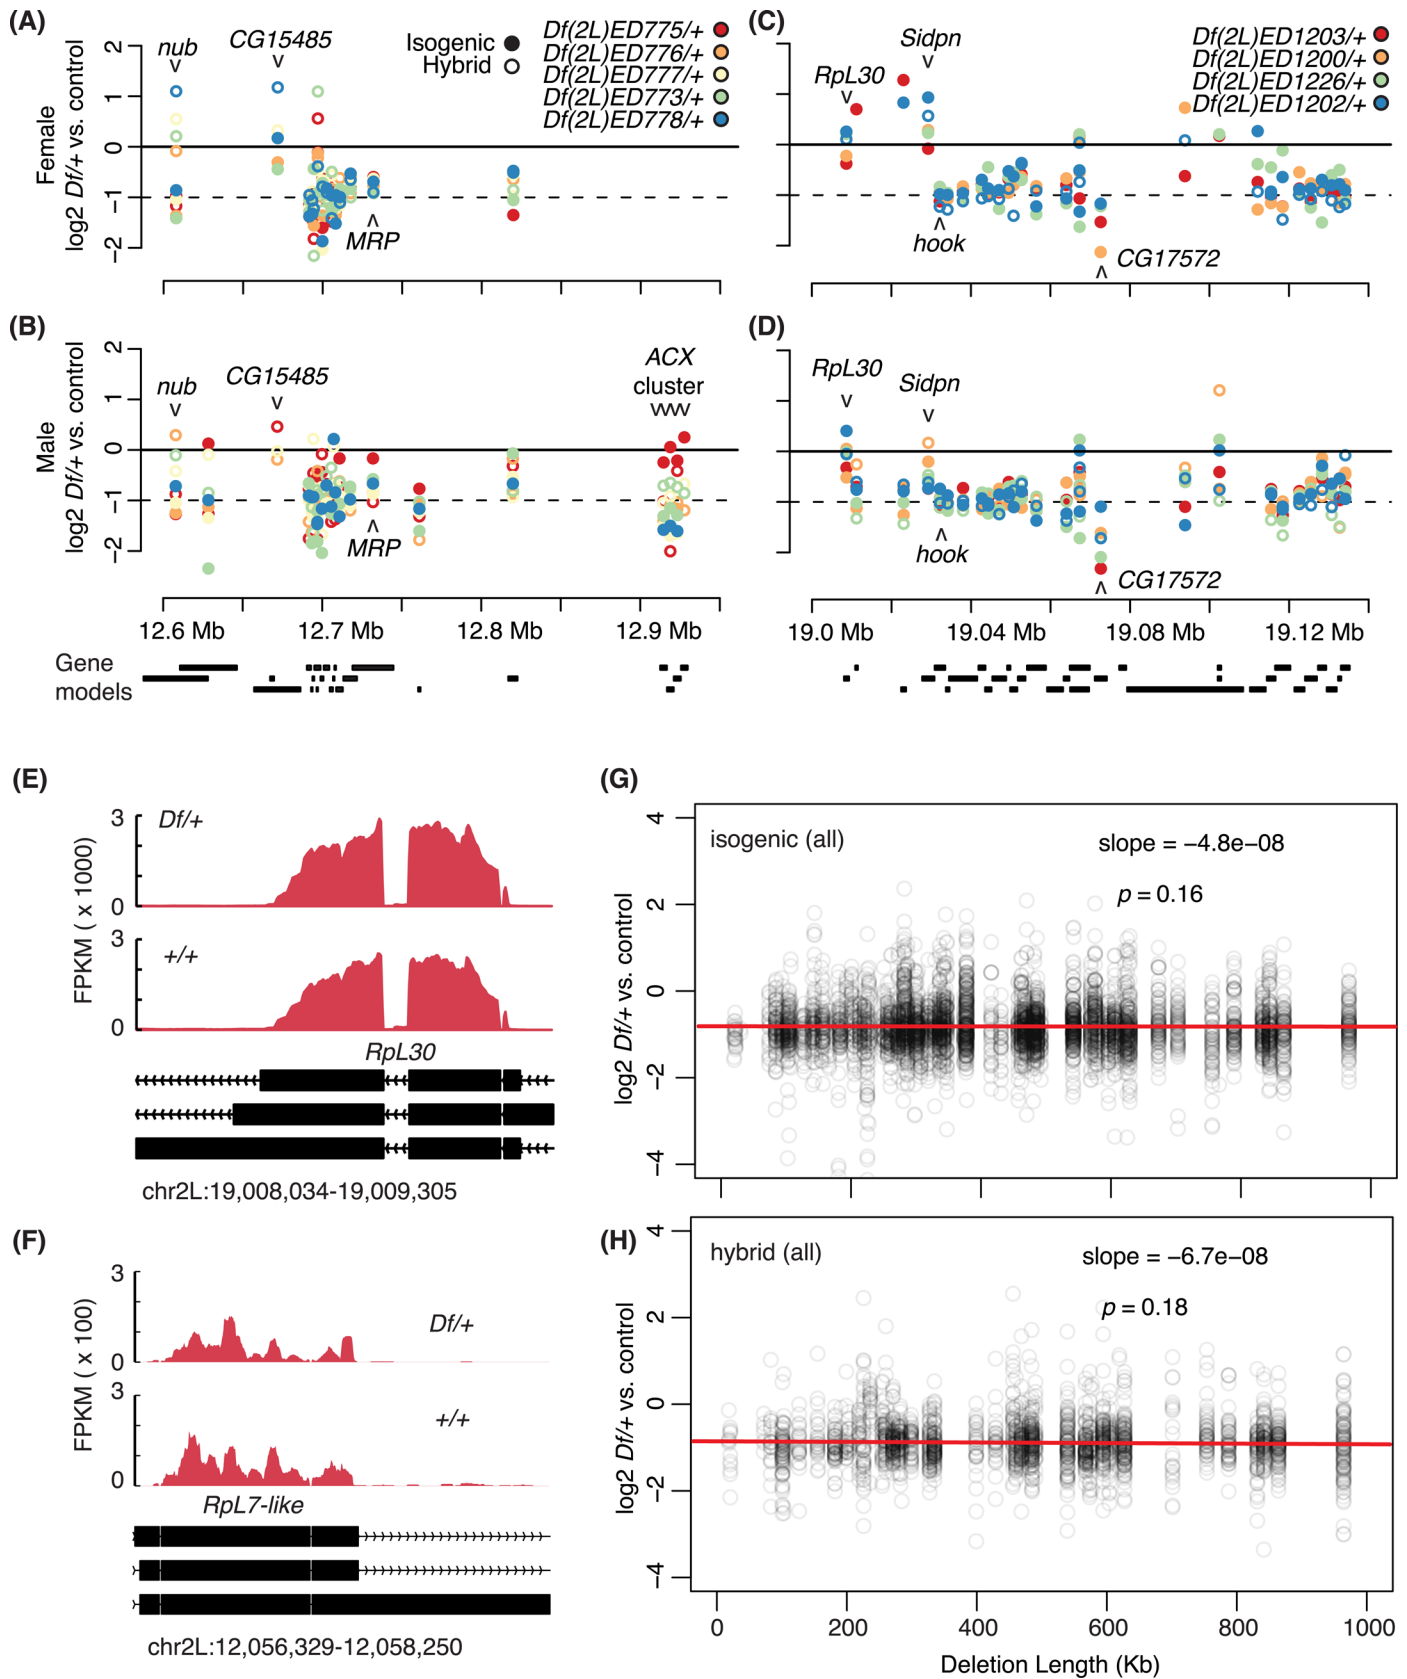 (A)
Female
log2 Df/+ vs. control
2
1
0
−1
−2
nub
v
CG15485
v
Isogenic
Hybrid
Df(2L)ED775/+
Df(2L)ED776/+
Df(2L)ED777/+
Df(2L)ED773/+
Df(2L)ED778/+
^
MRP
(C)
RpL30
v
Sidpn
v
Df(2L)ED1203/+
Df(2L)ED1200/+
Df(2L)ED1226/+
Df(2L)ED1202/+
^
hook
^
CG17572
(B)
Male
log2 Df/+ vs. control
2
1
0
−1
−2
nub
v
CG15485
v
ACX
cluster
vvvv
^
MRP
12.6 Mb
12.7 Mb
12.8 Mb
12.9 Mb
(D)
RpL30
v
Sidpn
v
^
hook
^
CG17572
19.0 Mb
19.04 Mb
19.08 Mb
19.12 Mb
Gene
models
(E)
FPKM ( x 1000)
3
0
Df/+
3
0
+/+
RpL30
chr2L:19,008,034-19,009,305
(F)
FPKM ( x 100)
3
0
Df/+
3
0
+/+
RpL7-like
chr2L:12,056,329-12,058,250
(G)
log2 Df/+ vs. control
4
2
0
−2
−4
isogenic (all)
slope = −4.8e−08
p = 0.16
(H)
log2 Df/+ vs. control
4
2
0
−2
−4
hybrid (all)
slope = −6.7e−08
p = 0.18
0
200
400
600
800
1000
Deletion Length (Kb)